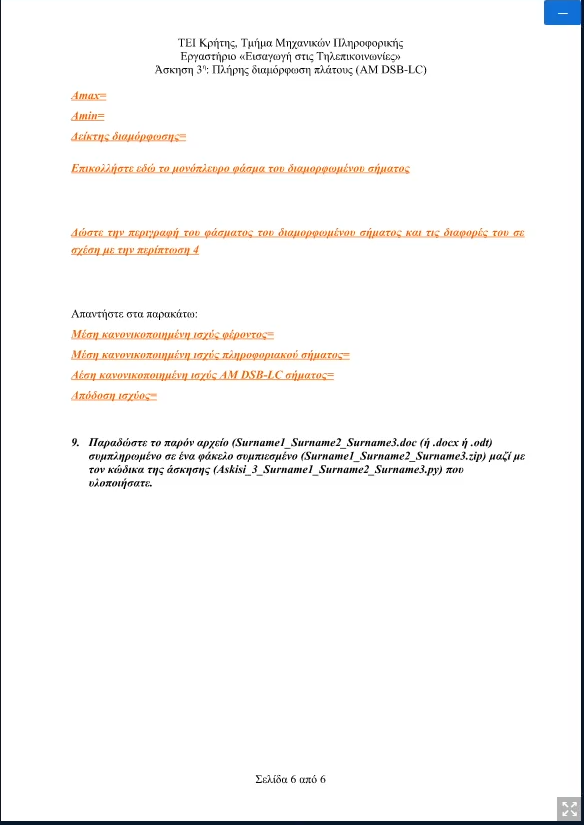 ΤΕΙ Κρήτης, Τμήμα Μηχανικών Πληροφορικής
Εργαστήριο «Εισαγωγή στις Τηλεπικοινωνίες»
Άσκηση 3η: Πλήρης διαμόρφωση πλάτους (AM DSB-LC)
Amax=
Amin=
Δείκτης διαμόρφωσης=
Επικολλήστε εδώ το μονόπλευρο φάσμα του διαμορφωμένου σήματος
Δώστε την περιγραφή του φάσματος του διαμορφωμένου σήματος και τις διαφορές του σε
σχέση με την περίπτωση 4
Απαντήστε στα παρακάτω:
Μέση κανονικοποιημένη ισχύς φέροντος=
Μέση κανονικοποιημένη ισχύς πληροφοριακού σήματος=
Λέση κανονικοποιημένη ισχύς AM DSB-LC σήματος=
Απόδοση ισχύος=
9. Παραδώστε το παρόν αρχείο (Surname1_Surname2_Surname3.doc (ή .docx ή .odt)
συμπληρωμένο σε ένα φάκελο συμπιεσμένο (Surname1_Surname2_Surname3.zip) μαζί με
τον κώδικα της άσκησης (Askisi_3_Surname1_Surname2_Surname3.py) που
υλοποιήσατε.
Σελίδα 6 από 6